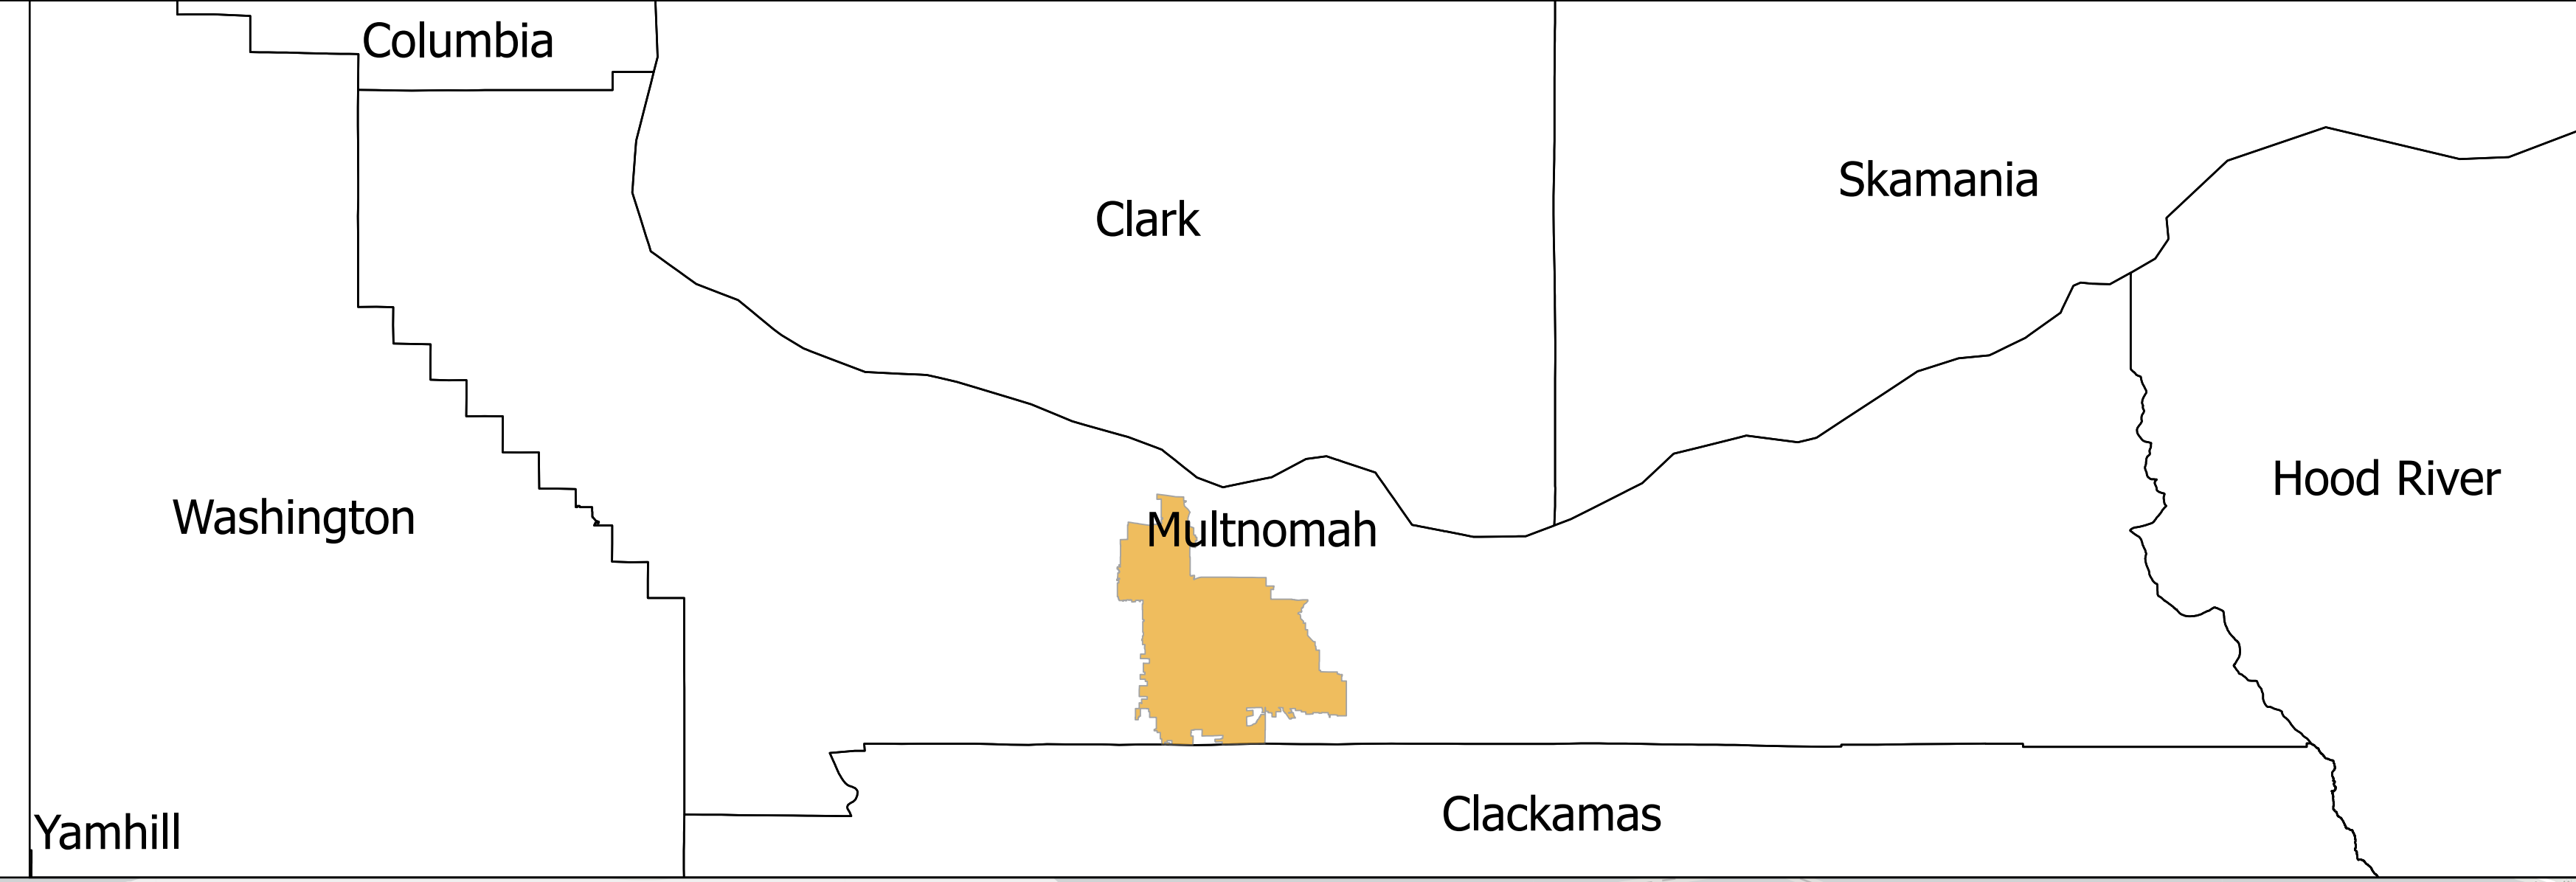 Columbia
Clark
Skamania
Hood River
Washington
Multnomah
Clackamas
Yamhill